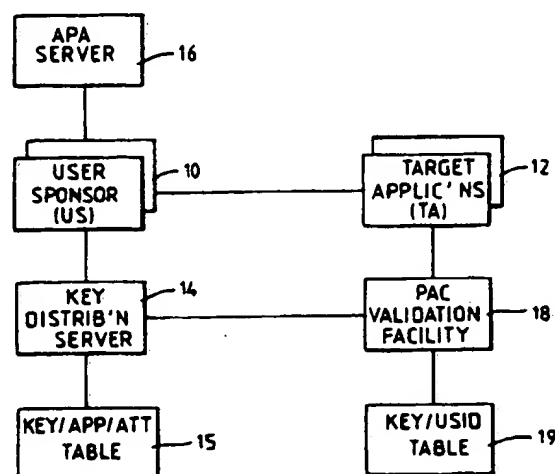 APA
SERVER
16
USER
SPONSOR
(US)
10
TARGET
APPLIC'NS
(TA)
12
KEY
DISTRIB'N
SERVER
14
PAC
VALIDATION
FACILITY
18
KEY/APP/ATT
TABLE
15
KEY/USID
TABLE
19